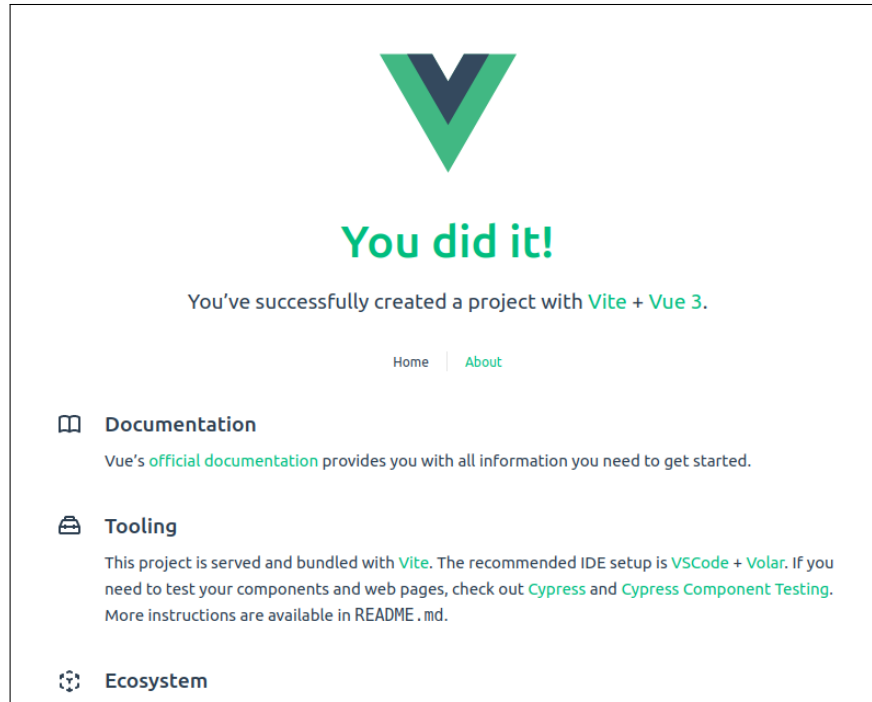 You did it!
You’ve successfully created a project with Vite + Vue 3.
Home About
Documentation
Vue’s official documentation provides you with all information you need to get started.
Tooling
This project is served and bundled with Vite. The recommended IDE setup is VSCode + Volar. If you
need to test your components and web pages, check out Cypress and Cypress Component Testing.
More instructions are available in README.md.
Ecosystem